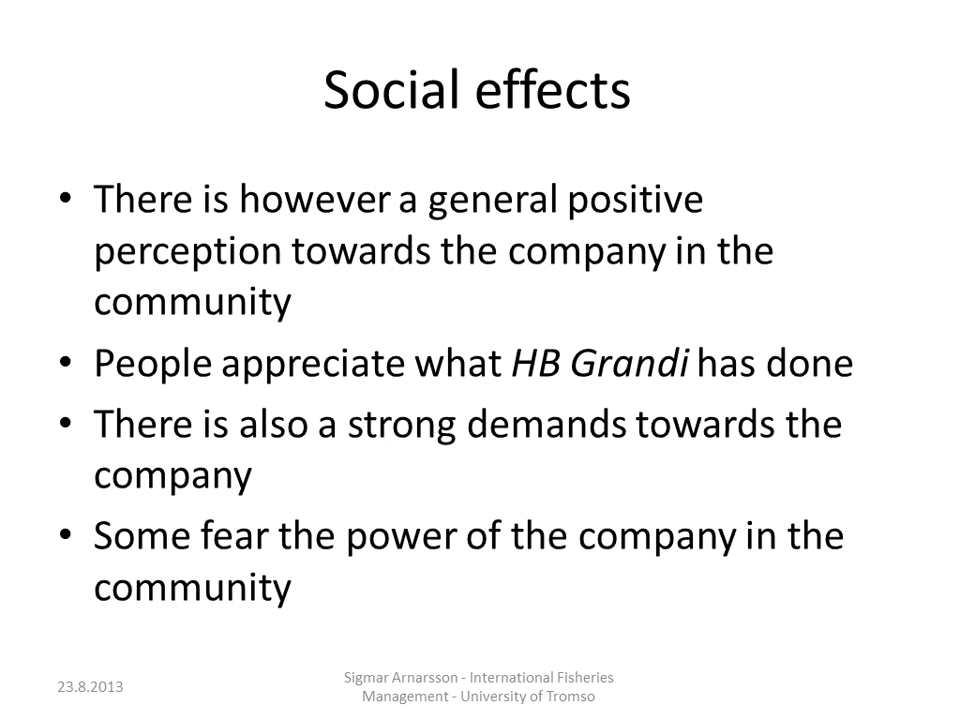 Social effects
• There is however a general positive
perception towards the company in the
community
• People appreciate what HB Grandi has done
• There is also a strong demands towards the
company
• Some fear the power of the company in the
community
23.8.2013
Sigmar Arnarsson - International Fisheries
Management - University of Tromso